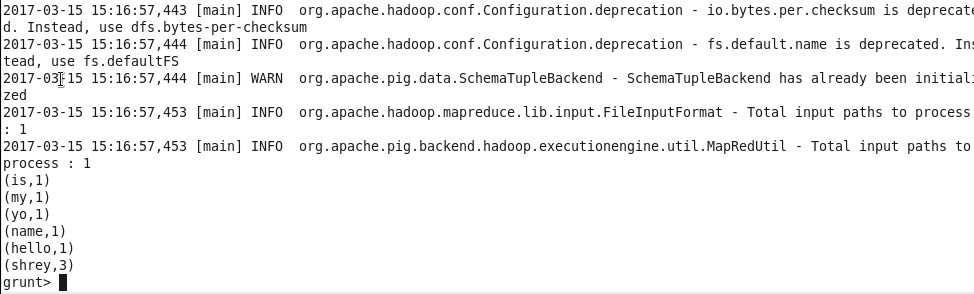 2017-03-15 15:16:57,443 [main] INFO  org.apache.hadoop.conf.Configuration.deprecation - io.bytes.per.checksum is deprecate
d. Instead, use dfs.bytes-per-checksum
2017-03-15 15:16:57,444 [main] INFO  org.apache.hadoop.conf.Configuration.deprecation - fs.default.name is deprecated. Ins
tead, use fs.defaultFS
2017-03-15 15:16:57,444 [main] WARN  org.apache.pig.data.SchemaTupleBackend - SchemaTupleBackend has already been initiali
zed
2017-03-15 15:16:57,453 [main] INFO  org.apache.hadoop.mapreduce.lib.input.FileInputFormat - Total input paths to process
: 1
2017-03-15 15:16:57,453 [main] INFO  org.apache.pig.backend.hadoop.executionengine.util.MapRedUtil - Total input paths to
process : 1
(is,1)
(my,1)
(yo,1)
(name,1)
(hello,1)
(shrey,3)
grunt>